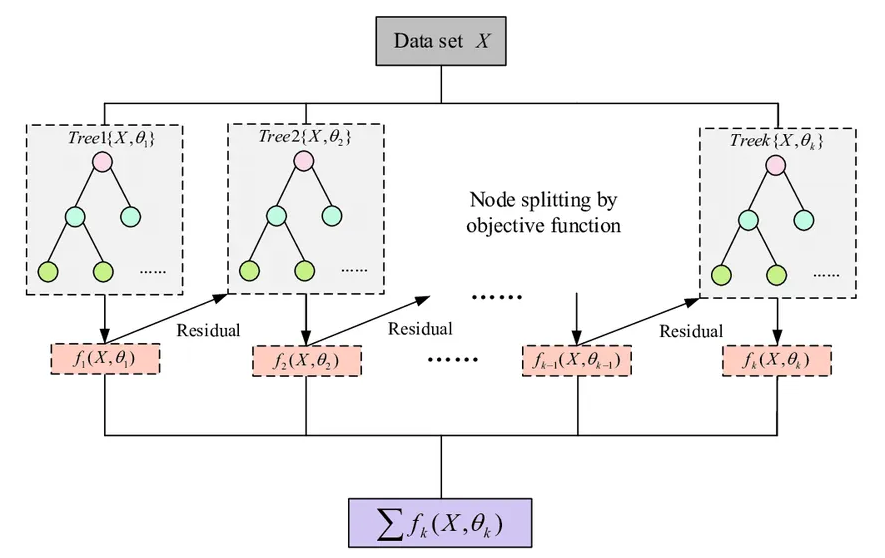 Data set X
Tree1{X,θ₁}
Tree2{X,θ₂}
Treek{X,θₖ}
Node splitting by
objective function
......
......
......
......
Residual
Residual
Residual
f₁(X,θ₁)
f₂(X,θ₂)
......
fₖ₋₁(X,θₖ₋₁)
fₖ(X,θₖ)
∑fₖ(X,θₖ)